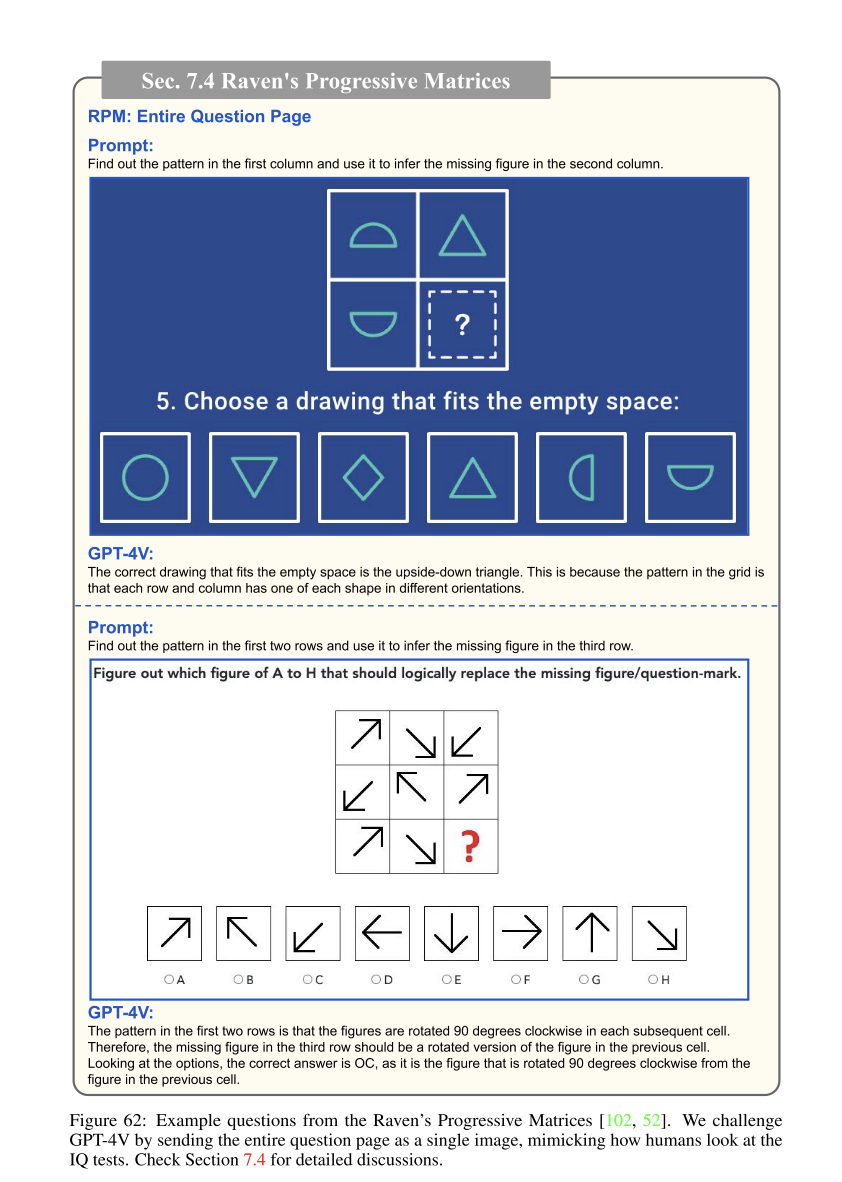 Sec. 7.4 Raven's Progressive Matrices
RPM: Entire Question Page
Prompt:
Find out the pattern in the first column and use it to infer the missing figure in the second column.
?
5. Choose a drawing that fits the empty space:
GPT-4V:
The correct drawing that fits the empty space is the upside-down triangle. This is because the pattern in the grid is
that each row and column has one of each shape in different orientations.
Prompt:
Find out the pattern in the first two rows and use it to infer the missing figure in the third row.
Figure out which figure of A to H that should logically replace the missing figure/question-mark.
?
A B C D E F G H
GPT-4V:
The pattern in the first two rows is that the figures are rotated 90 degrees clockwise in each subsequent cell.
Therefore, the missing figure in the third row should be a rotated version of the figure in the previous cell.
Looking at the options, the correct answer is OC, as it is the figure that is rotated 90 degrees clockwise from the
figure in the previous cell.
Figure 62: Example questions from the Raven's Progressive Matrices [102, 52]. We challenge
GPT-4V by sending the entire question page as a single image, mimicking how humans look at the
IQ tests. Check Section 7.4 for detailed discussions.